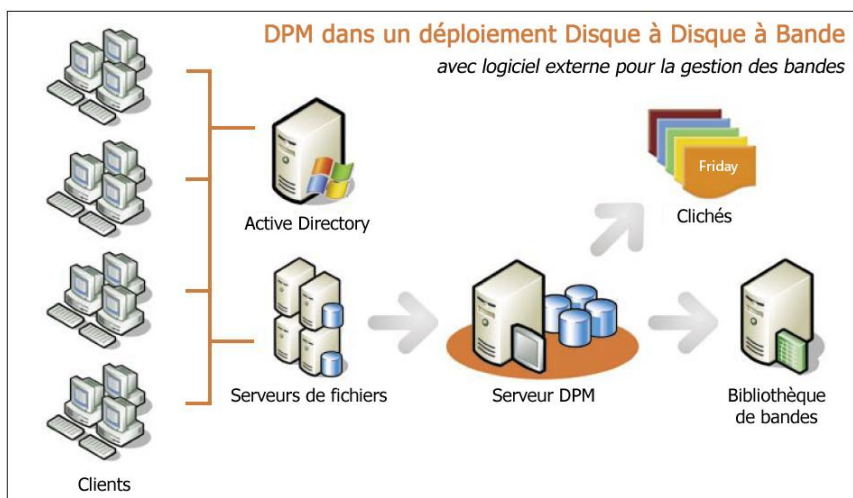 DPM dans un déploiement Disque à Disque à Bande
avec logiciel externe pour la gestion des bandes
Friday
Clichés
Active Directory
Serveurs de fichiers
Serveur DPM
Bibliothèque
de bandes
Clients